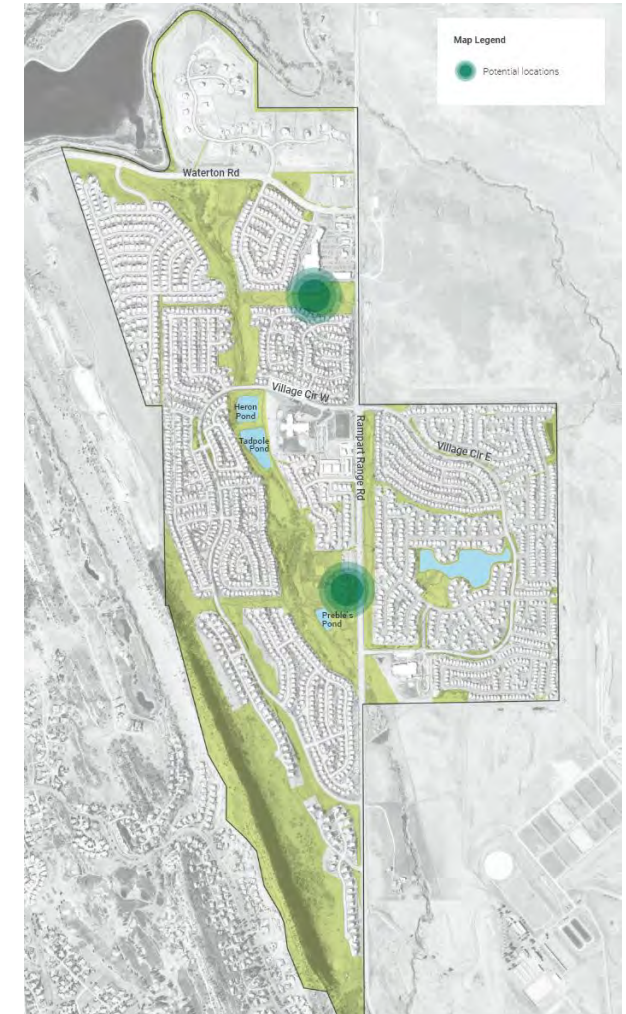 Map Legend
Potential locations
Waterton Rd
Village Cir W
Heron
Pond
Tadpole
Pond
Rampart Range Rd
Village Cir E
Preble's
Pond